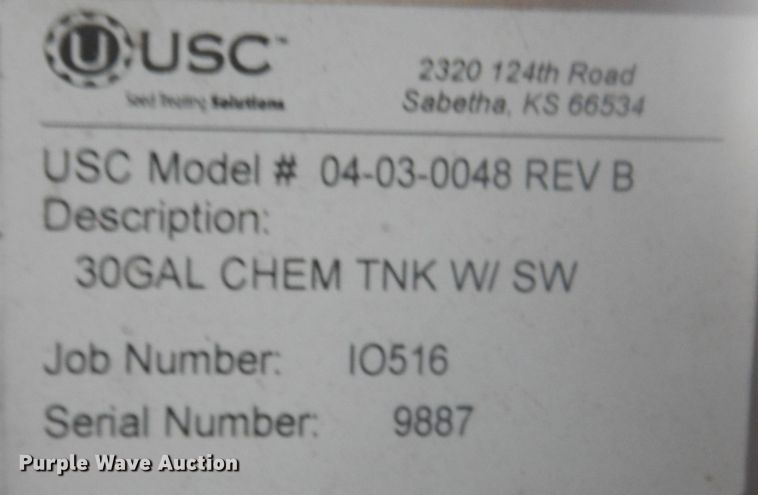 U USC™
Seed Treating Solutions
2320 124th Road
Sabetha, KS 66534
USC Model # 04-03-0048 REV B
Description:
30GAL CHEM TNK W/ SW
Job Number: IO516
Serial Number: 9887
Purple Wave Auction